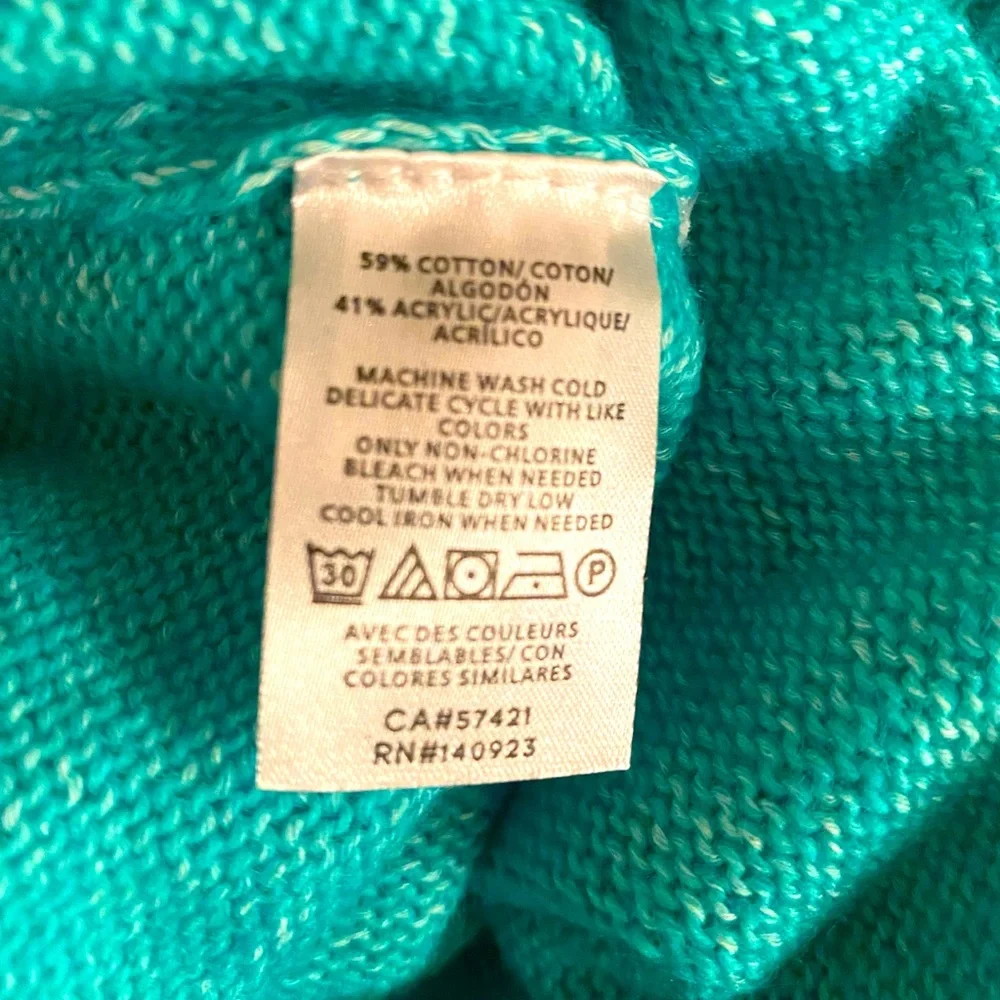 59% COTTON/ COTON/
ALGODÓN
41% ACRYLIC/ACRYLIQUE/
ACRÍLICO
MACHINE WASH COLD
DELICATE CYCLE WITH LIKE
COLORS
ONLY NON-CHLORINE
BLEACH WHEN NEEDED
TUMBLE DRY LOW
COOL IRON WHEN NEEDED
30 P
AVEC DES COULEURS
SEMBLABLES/ CON
COLORES SIMILARES
CA#57421
RN#140923